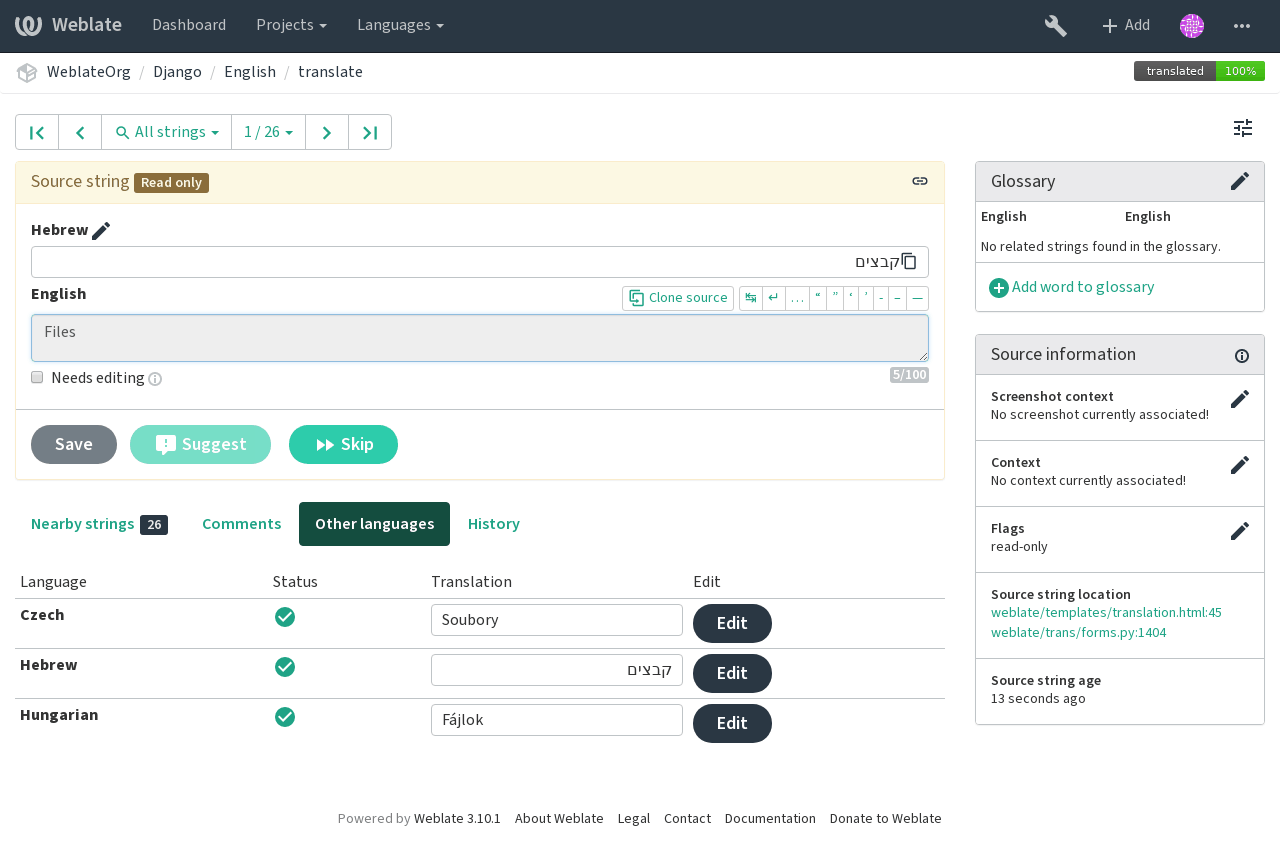 Weblate Dashboard Projects Languages Add
WeblateOrg / Django / English / translate
translated 100%
All strings 1 / 26
Source string Read only
Hebrew
קבצים
English
Clone source ↹ ↵ … “ ” ‘ ’ - – —
Files
Needs editing
5/100
Save Suggest Skip
Nearby strings 26 Comments Other languages History
Language Status Translation Edit
Czech Soubory Edit
Hebrew קבצים Edit
Hungarian Fájlok Edit
Glossary
English English
No related strings found in the glossary.
Add word to glossary
Source information
Screenshot context
No screenshot currently associated!
Context
No context currently associated!
Flags
read-only
Source string location
weblate/templates/translation.html:45
weblate/trans/forms.py:1404
Source string age
13 seconds ago
Powered by Weblate 3.10.1 About Weblate Legal Contact Documentation Donate to Weblate